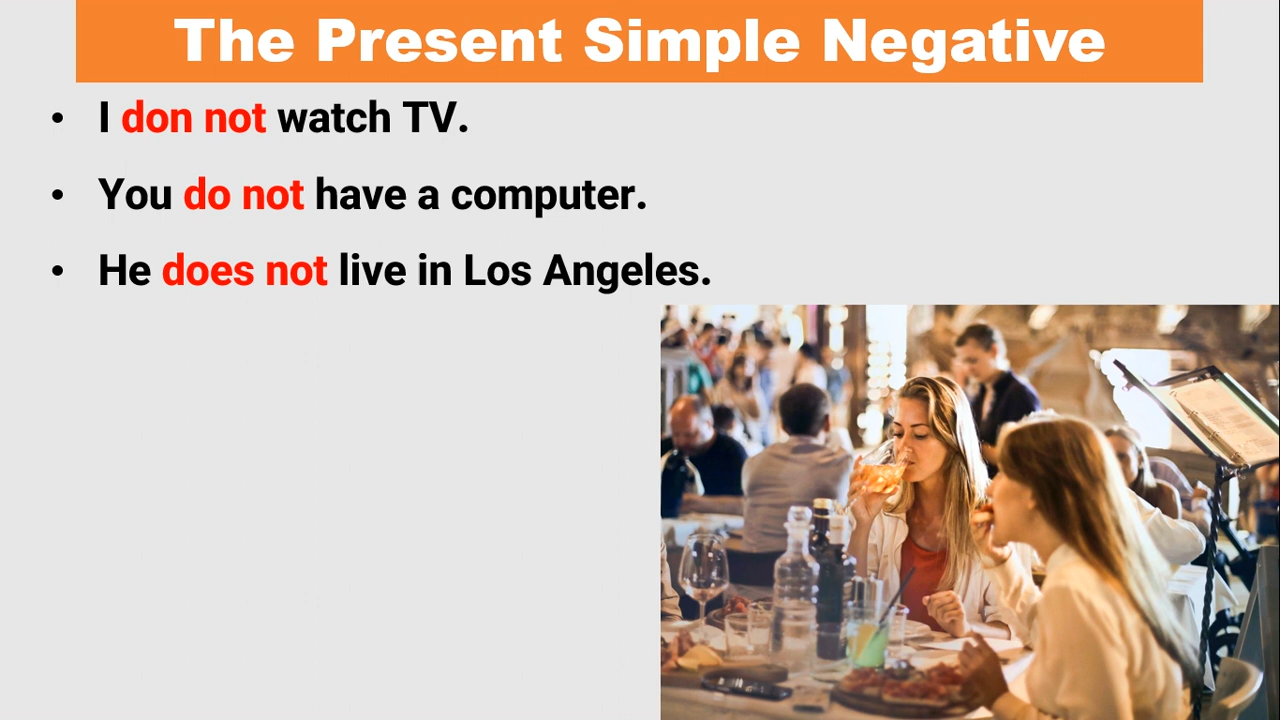 The Present Simple Negative
• I don not watch TV.
• You do not have a computer.
• He does not live in Los Angeles.